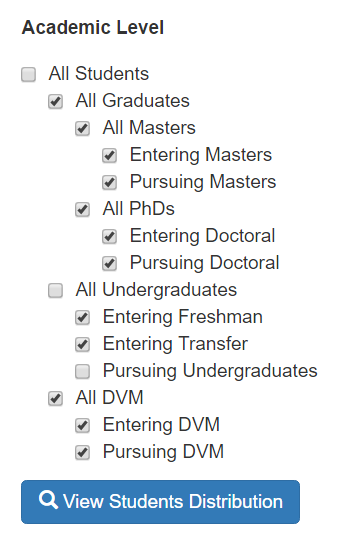 Academic Level
All Students
All Graduates
All Masters
Entering Masters
Pursuing Masters
All PhDs
Entering Doctoral
Pursuing Doctoral
All Undergraduates
Entering Freshman
Entering Transfer
Pursuing Undergraduates
All DVM
Entering DVM
Pursuing DVM
View Students Distribution